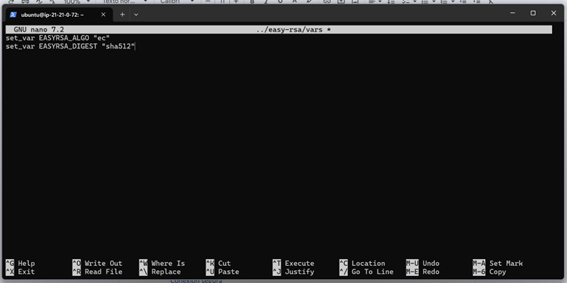 100%
Calibri
ubuntu@ip-21-21-0-72: ~
GNU nano 7.2 ../easy-rsa/vars *
set_var EASYRSA_ALGO "ec"
set_var EASYRSA_DIGEST "sha512"
^G Help ^O Write Out ^W Where Is ^K Cut ^T Execute ^C Location M-U Undo M-A Set Mark
^X Exit ^R Read File ^\ Replace ^U Paste ^J Justify ^/ Go To Line M-E Redo M-6 Copy